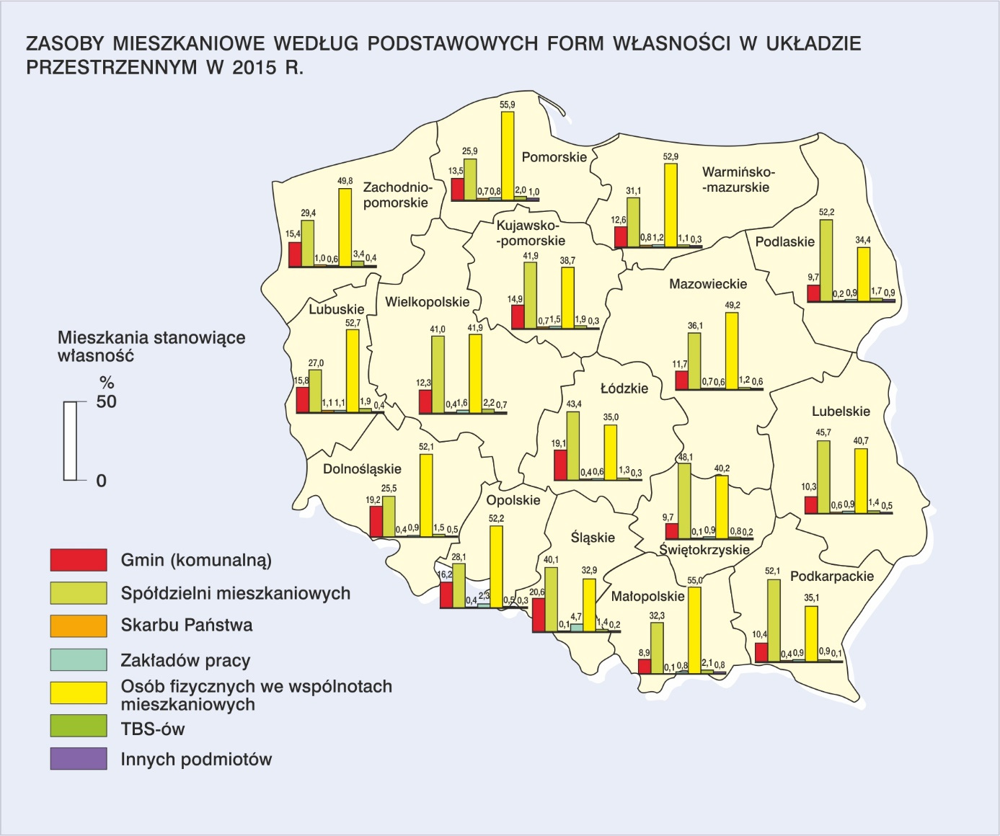 ZASOBY MIESZKANIOWE WEDŁUG PODSTAWOWYCH FORM WŁASNOŚCI W UKŁADZIE
PRZESTRZENNYM W 2015 R.
Zachodnio-
pomorskie
15,4 29,4 1,0 0,6 49,8 3,4 0,4
Pomorskie
13,5 25,9 0,7 0,8 55,9 2,0 1,0
Warmińsko-
-mazurskie
12,6 31,1 0,8 1,2 52,9 1,1 0,3
Podlaskie
9,7 52,2 0,2 0,9 34,4 1,7 0,9
Kujawsko-
-pomorskie
14,9 41,9 0,7 1,5 38,7 1,9 0,3
Mazowieckie
11,7 36,1 0,7 0,6 49,2 1,2 0,6
Lubuskie
15,8 27,0 1,1 1,1 52,7 1,9 0,4
Wielkopolskie
12,3 41,0 0,4 1,6 41,9 2,2 0,7
Łódzkie
19,1 43,4 0,4 0,6 35,0 1,3 0,3
Lubelskie
10,3 45,7 0,6 0,9 40,7 1,4 0,5
Dolnośląskie
19,2 25,5 0,4 0,9 52,1 1,5 0,5
Opolskie
16,2 28,1 0,4 2,3 52,2 0,5 0,3
Śląskie
20,6 40,1 0,1 4,7 32,9 1,4 0,2
9,7 48,1 0,1 0,9 40,2 0,8 0,2
Świętokrzyskie
Małopolskie
8,9 32,3 0,1 0,8 55,0 2,1 0,8
Podkarpackie
10,4 52,1 0,4 0,9 35,1 0,9 0,1
Mieszkania stanowiące
własność
%
50
0
Gmin (komunalną)
Spółdzielni mieszkaniowych
Skarbu Państwa
Zakładów pracy
Osób fizycznych we wspólnotach
mieszkaniowych
TBS-ów
Innych podmiotów